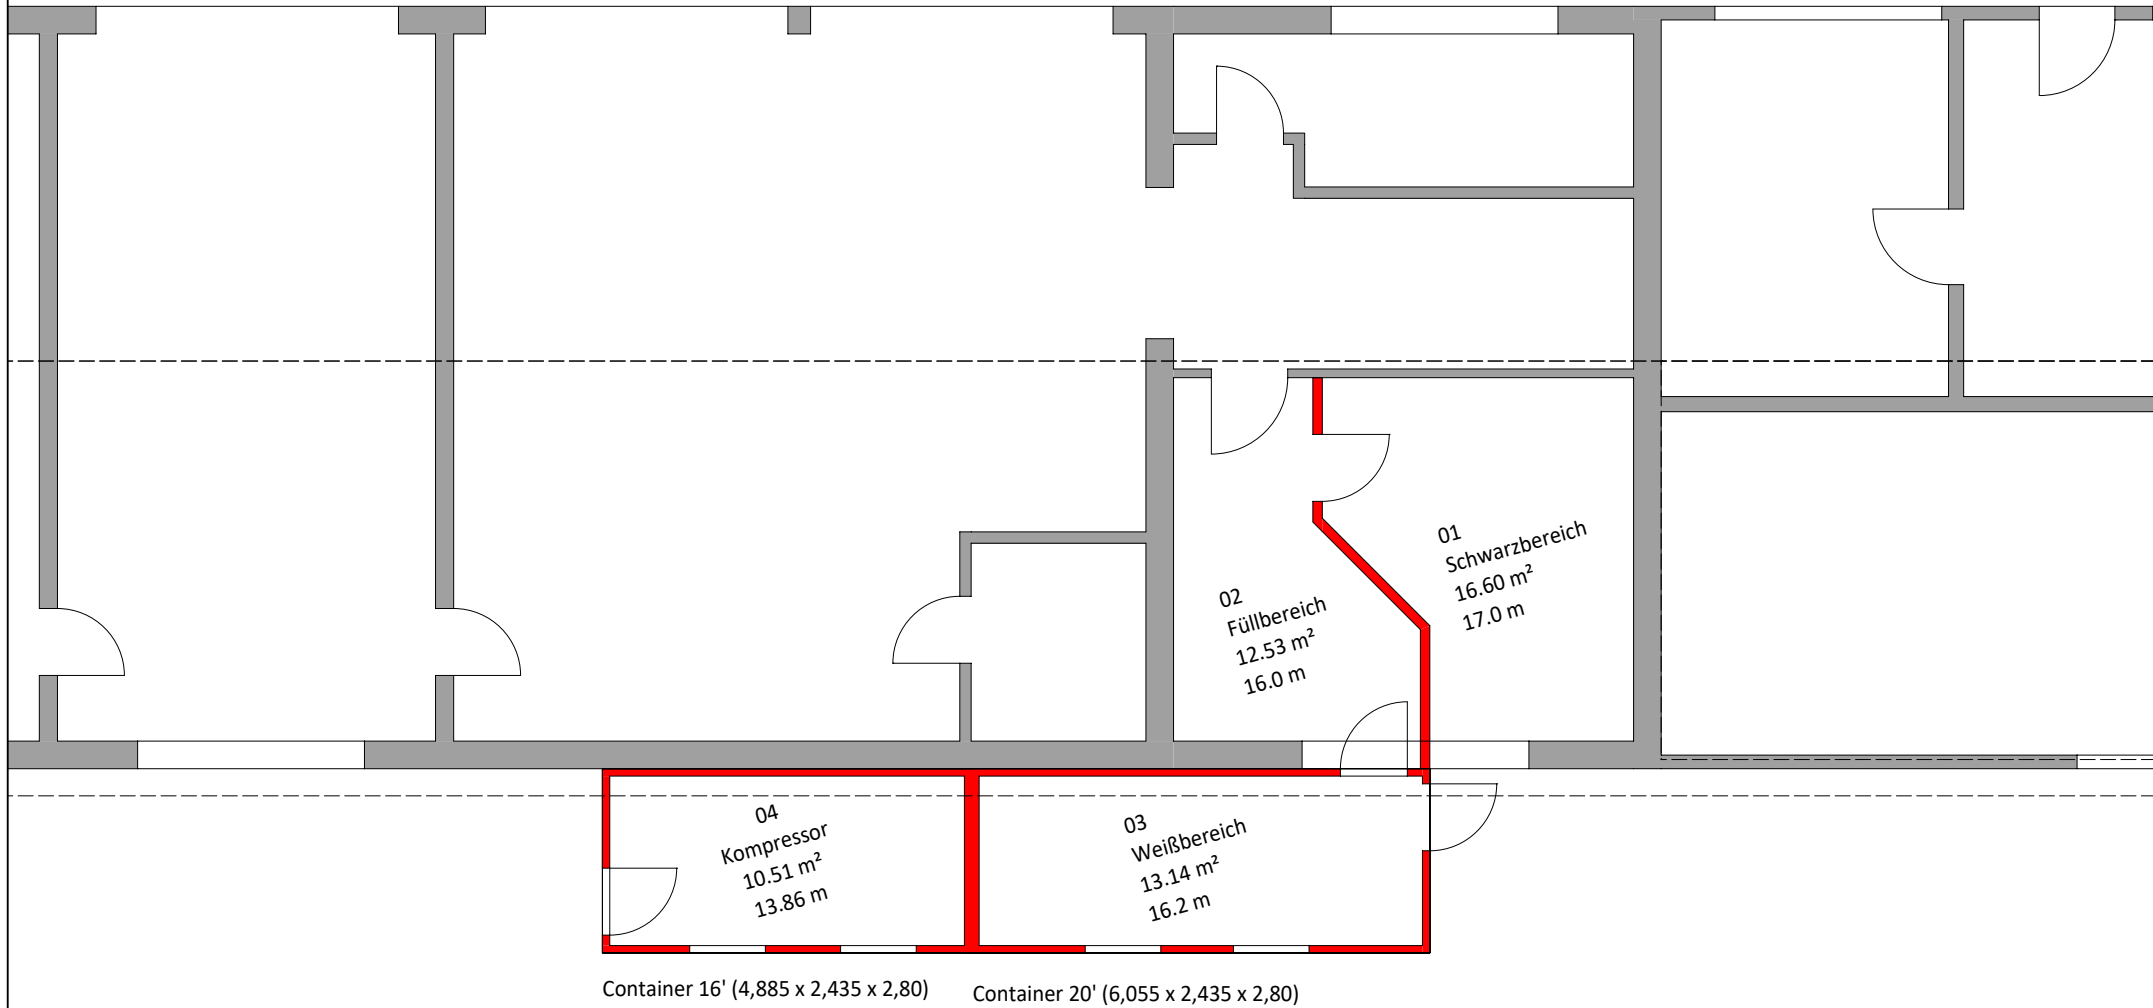 01
Schwarzbereich
16.60 m²
17.0 m
02
Füllbereich
12.53 m²
16.0 m
04
Kompressor
10.51 m²
13.86 m
03
Weißbereich
13.14 m²
16.2 m
Container 16' (4,885 x 2,435 x 2,80)
Container 20' (6,055 x 2,435 x 2,80)